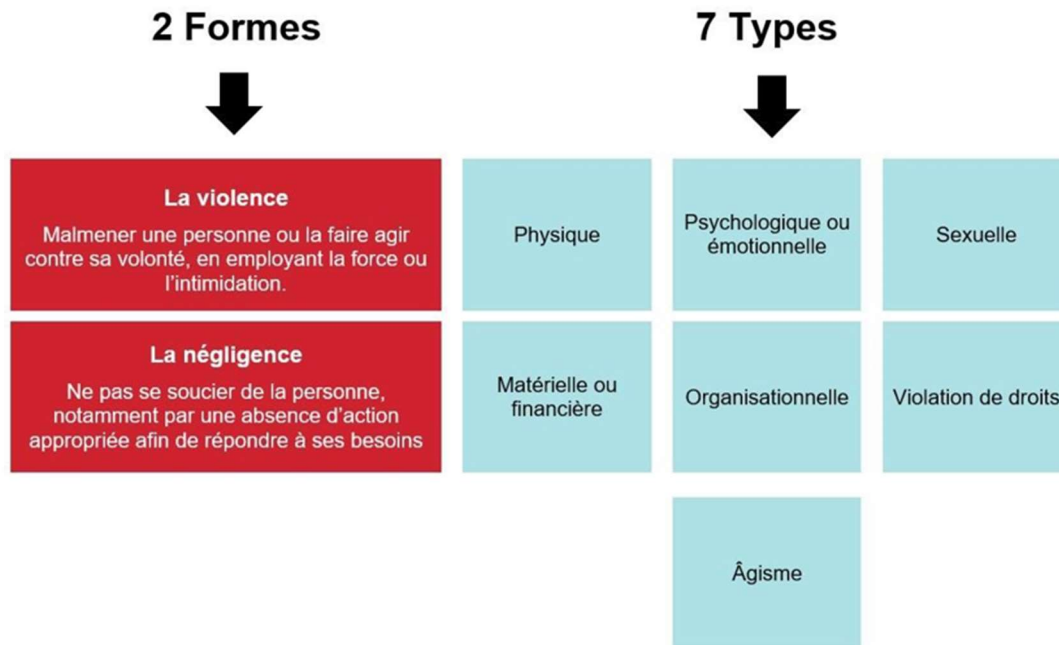 2 Formes
7 Types
La violence
Malmener une personne ou la faire agir
contre sa volonté, en employant la force ou
l'intimidation.
Physique
Psychologique ou
émotionnelle
Sexuelle
La négligence
Ne pas se soucier de la personne,
notamment par une absence d'action
appropriée afin de répondre à ses besoins
Matérielle ou
financière
Organisationnelle
Violation de droits
Âgisme